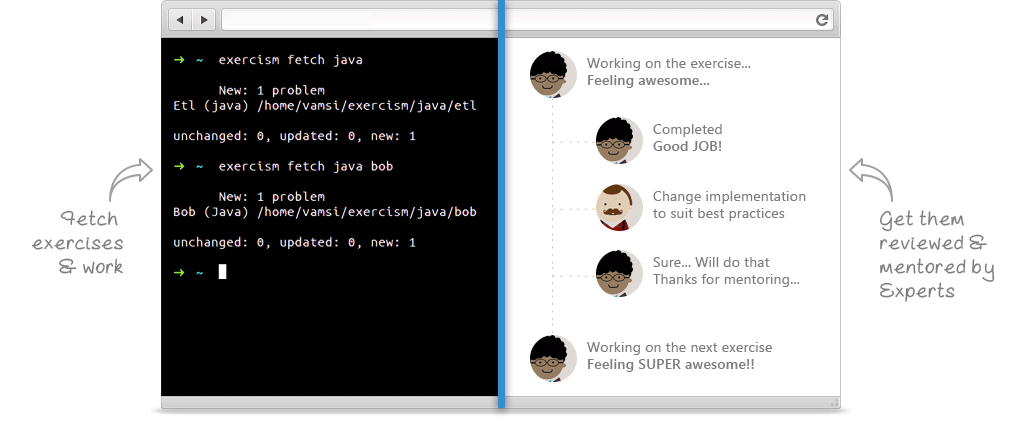 ➜ ~ exercism fetch java
New: 1 problem
Etl (java) /home/vamsi/exercism/java/etl
unchanged: 0, updated: 0, new: 1
➜ ~ exercism fetch java bob
New: 1 problem
Bob (Java) /home/vamsi/exercism/java/bob
unchanged: 0, updated: 0, new: 1
➜ ~
Fetch
exercises
& work
Working on the exercise...
Feeling awesome...
Completed
Good JOB!
Change implementation
to suit best practices
Sure... Will do that
Thanks for mentoring...
Working on the next exercise
Feeling SUPER awesome!!
Get them
reviewed &
mentored by
Experts